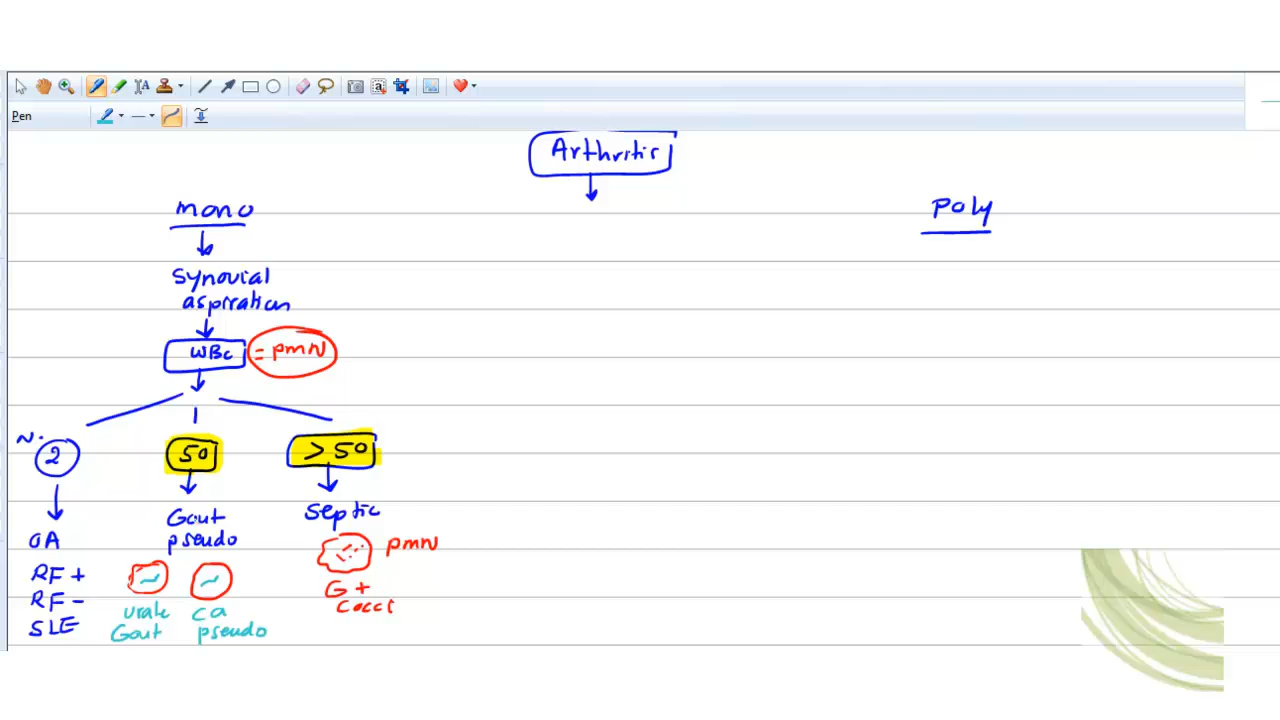 Pen
Arthritis
mono
Poly
Synovial
aspiration
WBC = PMN
N.
2
50
> 50
OA
RF +
RF -
SLE
Gout
pseudo
urate
Gout
Ca
pseudo
Septic
PMN
G +
Cocci